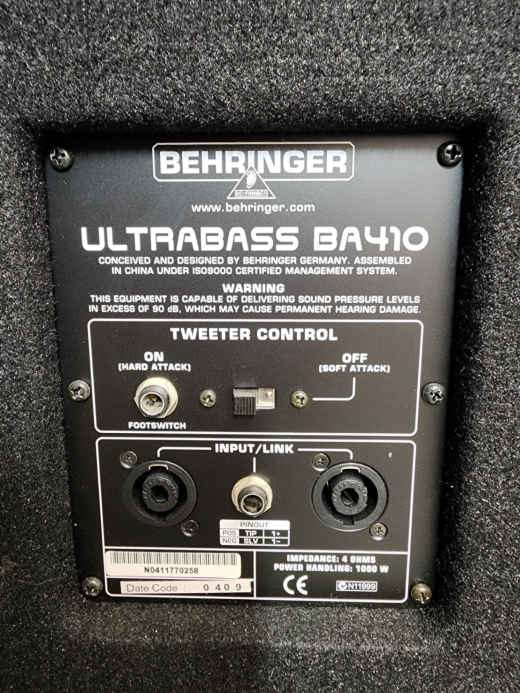 BEHRINGER
BEHRINGER
www.behringer.com
ULTRABASS BA410
CONCEIVED AND DESIGNED BY BEHRINGER GERMANY. ASSEMBLED
IN CHINA UNDER ISO9000 CERTIFIED MANAGEMENT SYSTEM.
WARNING
THIS EQUIPMENT IS CAPABLE OF DELIVERING SOUND PRESSURE LEVELS
IN EXCESS OF 90 dB, WHICH MAY CAUSE PERMANENT HEARING DAMAGE.
TWEETER CONTROL
ON
(HARD ATTACK)
OFF
(SOFT ATTACK)
FOOTSWITCH
INPUT/LINK
PINOUT
POS TIP 1+
NEG SLV 1-
N0411770258
Date Code : 0409
IMPEDANCE: 4 OHMS
POWER HANDLING: 1000 W
CE
N11999